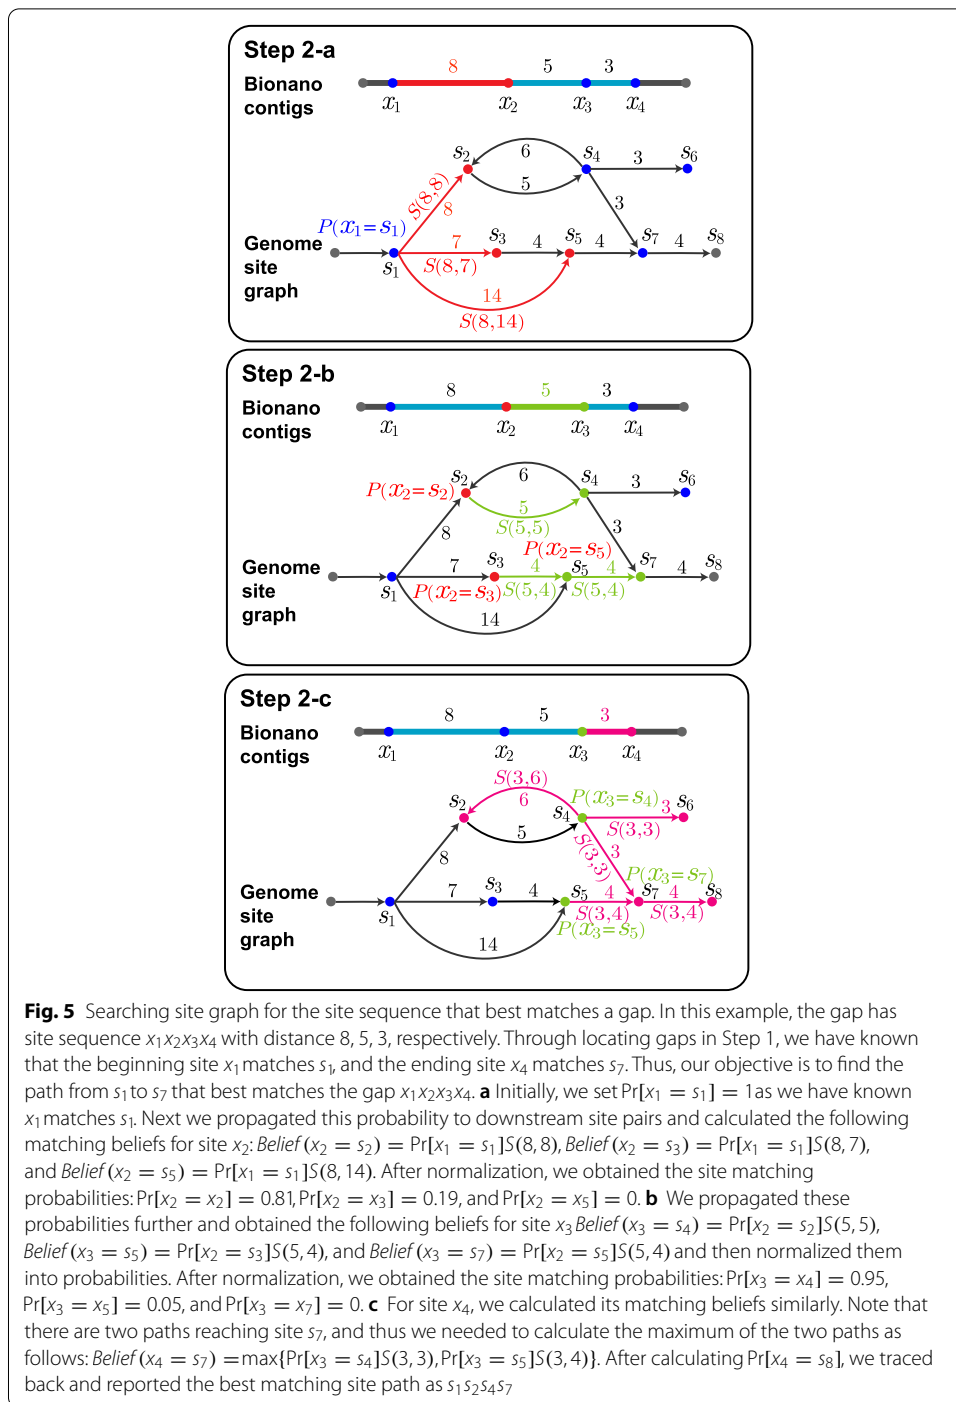 Step 2-a
8 5 3
Bionano
contigs
x1 x2 x3 x4
s2 6 s4 3 s6
5
S(8,8) 8 3
P(x1=s1)
Genome
site
graph
s1 7 s3 4 s5 4 s7 4 s8
S(8,7)
14
S(8,14)
Step 2-b
8 5 3
Bionano
contigs
x1 x2 x3 x4
s2 6 s4 3 s6
P(x2=s2)
5
S(5,5)
8 3
P(x2=s5)
Genome
site
graph
s1 7 s3 4 s5 4 s7 4 s8
P(x2=s3) S(5,4) S(5,4)
14
Step 2-c
8 5 3
Bionano
contigs
x1 x2 x3 x4
S(3,6)
s2 6 P(x3=s4) s6
s4 3
5 S(3,3)
8 S(3,3) 3
P(x3=s7)
Genome
site
graph
s1 7 s3 4 s5 4 s7 4 s8
S(3,4) S(3,4)
P(x3=s5)
14
Fig. 5 Searching site graph for the site sequence that best matches a gap. In this example, the gap has
site sequence x1x2x3x4 with distance 8, 5, 3, respectively. Through locating gaps in Step 1, we have known
that the beginning site x1 matches s1, and the ending site x4 matches s7. Thus, our objective is to find the
path from s1 to s7 that best matches the gap x1x2x3x4. a Initially, we set Pr[x1 = s1] = 1 as we have known
x1 matches s1. Next we propagated this probability to downstream site pairs and calculated the following
matching beliefs for site x2: Belief (x2 = s2) = Pr[x1 = s1]S(8, 8), Belief (x2 = s3) = Pr[x1 = s1]S(8, 7),
and Belief (x2 = s5) = Pr[x1 = s1]S(8, 14). After normalization, we obtained the site matching
probabilities: Pr[x2 = x2] = 0.81, Pr[x2 = x3] = 0.19, and Pr[x2 = x5] = 0. b We propagated these
probabilities further and obtained the following beliefs for site x3 Belief (x3 = s4) = Pr[x2 = s2]S(5, 5),
Belief (x3 = s5) = Pr[x2 = s3]S(5, 4), and Belief (x3 = s7) = Pr[x2 = s5]S(5, 4) and then normalized them
into probabilities. After normalization, we obtained the site matching probabilities: Pr[x3 = x4] = 0.95,
Pr[x3 = x5] = 0.05, and Pr[x3 = x7] = 0. c For site x4, we calculated its matching beliefs similarly. Note that
there are two paths reaching site s7, and thus we needed to calculate the maximum of the two paths as
follows: Belief (x4 = s7) =max{Pr[x3 = s4]S(3, 3), Pr[x3 = s5]S(3, 4)}. After calculating Pr[x4 = s8], we traced
back and reported the best matching site path as s1s2s4s7